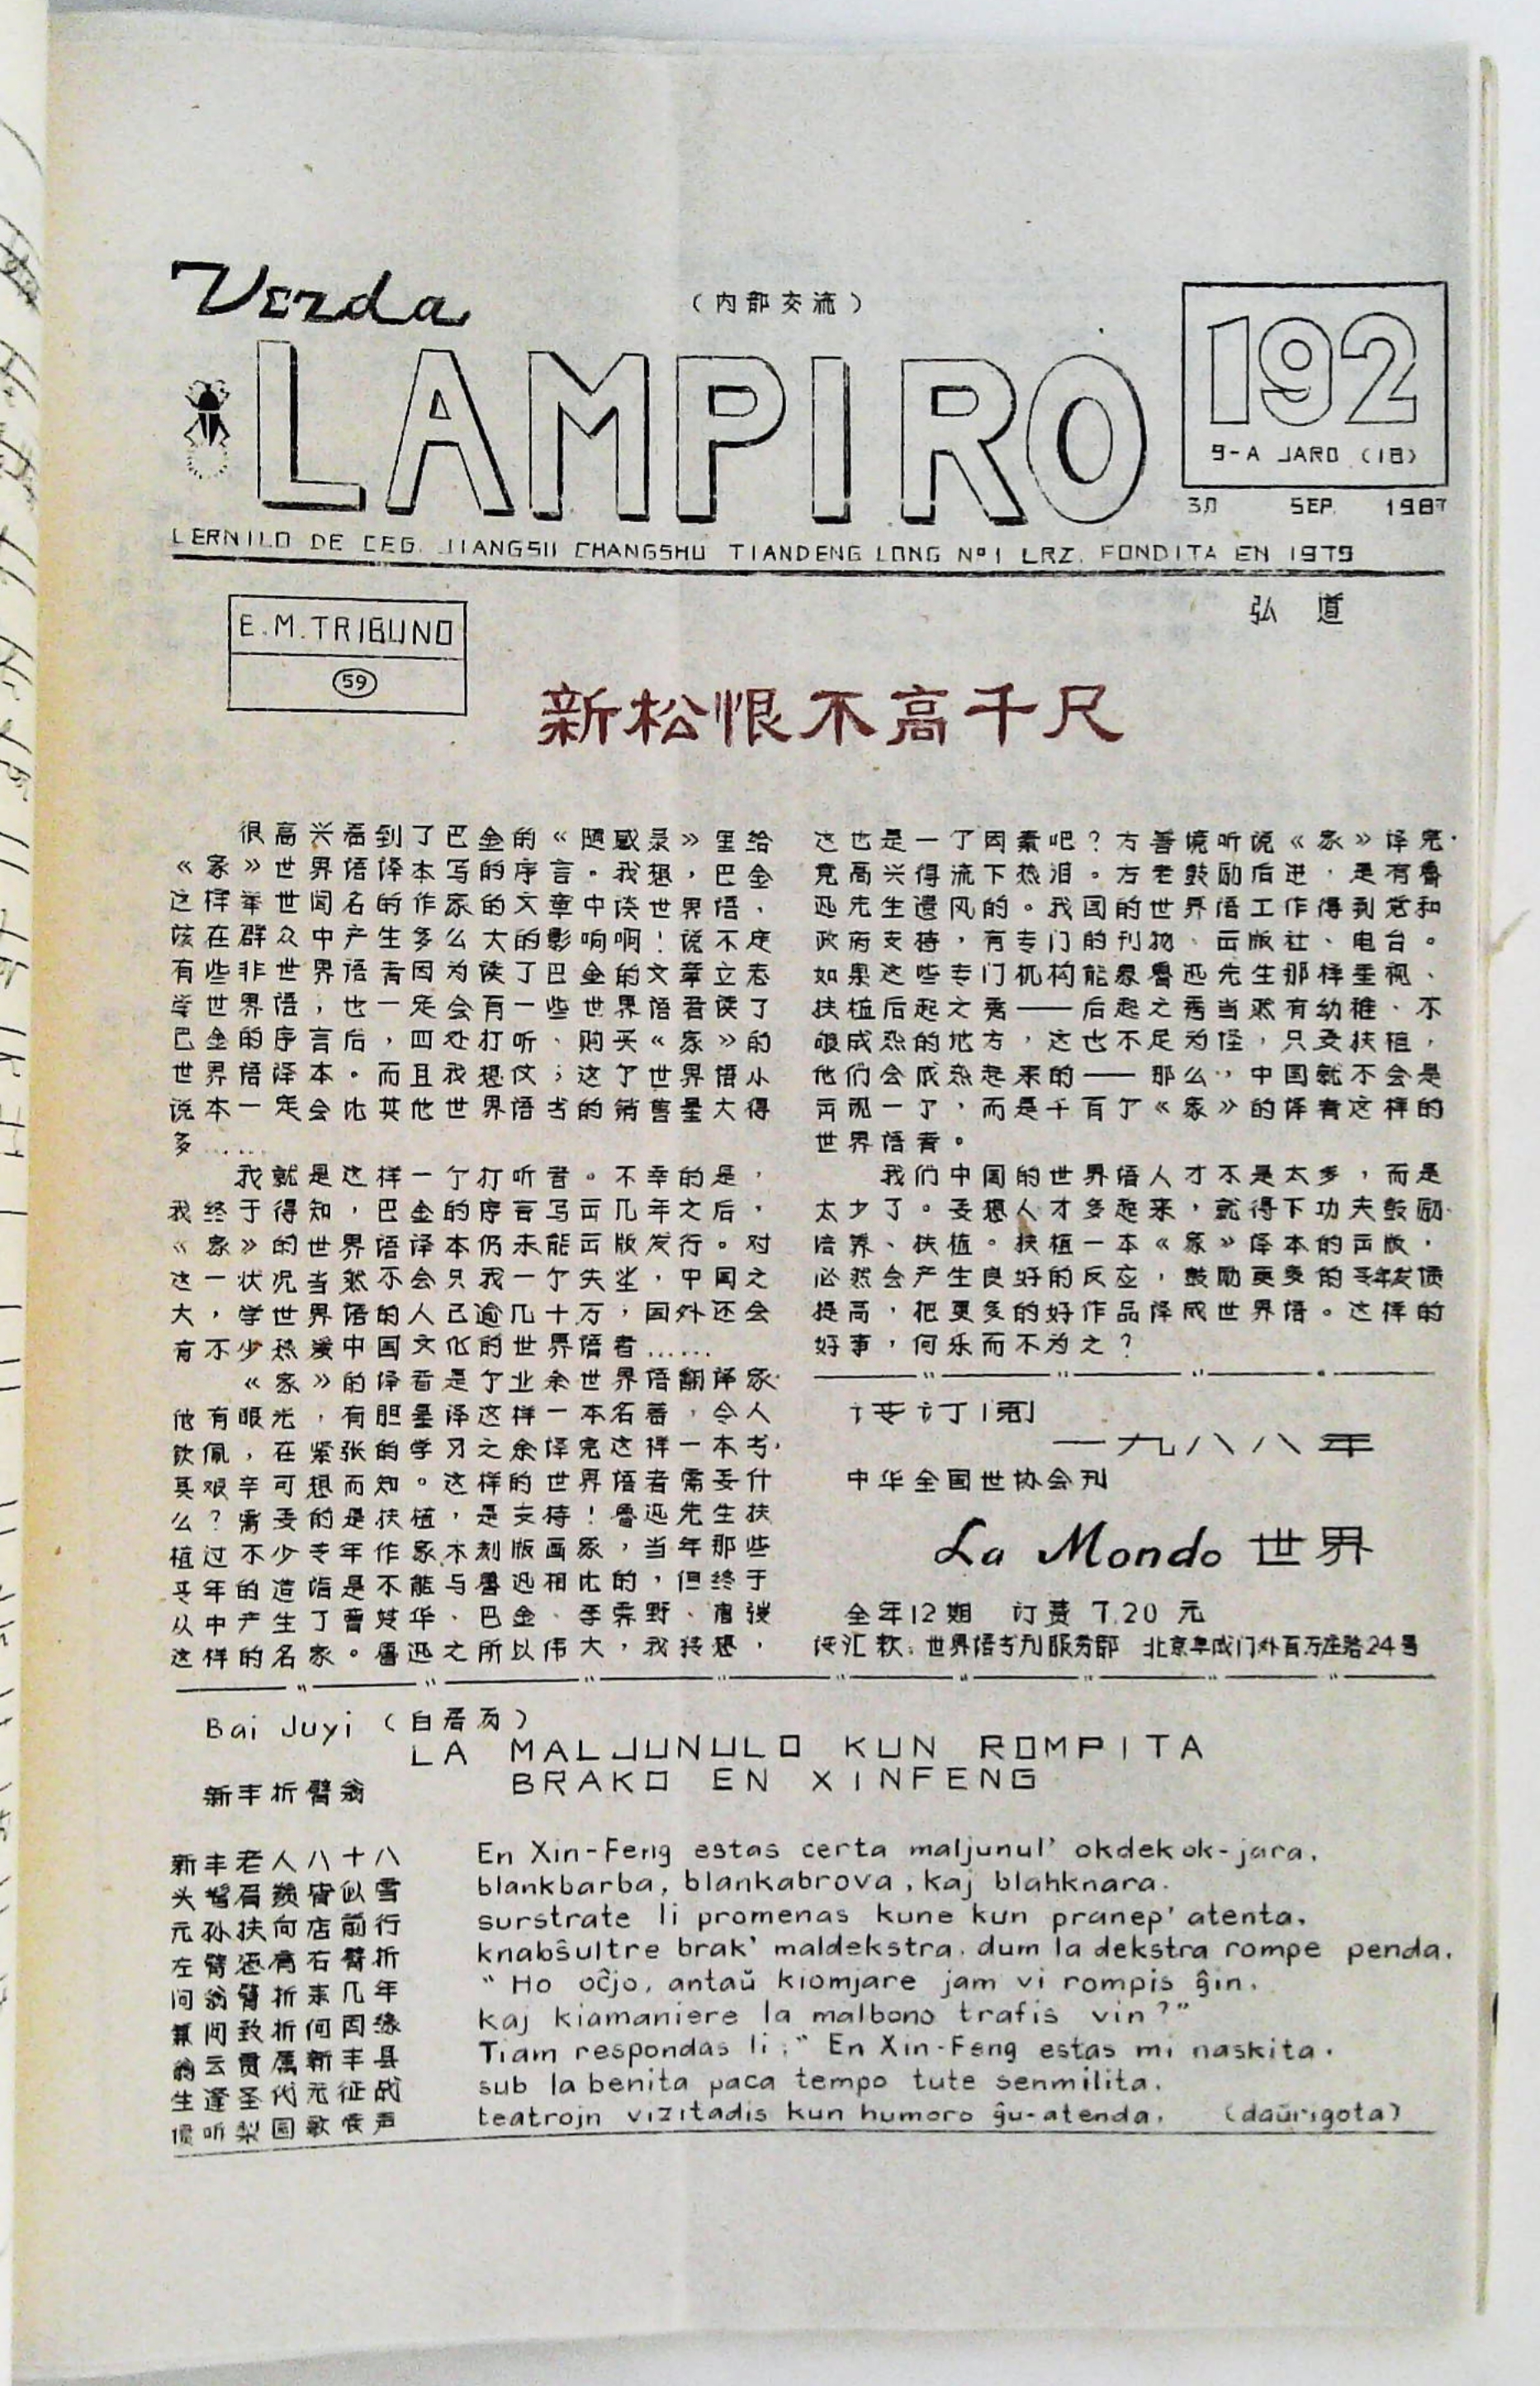 Verda
（内部交流）
LAMPIRO
192
9-A JARO (18)
30 SEP. 1987
LERNILO DE CEG. JIANGSU CHANGSHU TIANDENG LONG Nº1 LRZ. FONDITA EN 1979
E.M.TRIBUNO
59
弘 道
新松恨不高千尺
很高兴看到了巴金的《随感录》里给
《家》世界语译本写的序言。我想，巴金
这样举世闻名的作家的文章中谈世界语，
该在群众中产生多么大的影响啊！说不定
有些非世界语者因为读了巴金的文章立志
学世界语；也一定会有一些世界语者读了
巴金的序言后，四处打听、购买《家》的
世界语译本。而且我想仗；这个世界语小
说本一定会比其他世界语书的销售量大得
多……
我就是这样一个打听者。不幸的是，
我终于得知，巴金的序言写出几年之后，
《家》的世界语译本仍未能出版发行。对
这一状况当然不会只我一个失望，中国之
大，学世界语的人已逾几十万，国外还会
有不少热爱中国文化的世界语者……
《家》的译者是个业余世界语翻译家.
他有眼光，有胆量译这样一本名著，令人
钦佩，在紧张的学习之余译完这样一本书，
其艰辛可想而知。这样的世界语者需要什
么？需要的是扶植，是支持！鲁迅先生扶
植过不少青年作家木刻版画家，当年那些
青年的造诣是不能与鲁迅相比的，但终于
从中产生了曹靖华、巴金、李霁野、唐弢
这样的名家。鲁迅之所以伟大，我猜想，
这也是一个因素吧？方善境听说《家》译完.
竟高兴得流下热泪。方老鼓励后进，是有鲁
迅先生遗风的。我国的世界语工作得到党和
政府支持，有专门的刊物、出版社、电台。
如果这些专门机构能象鲁迅先生那样重视、
扶植后起之秀——后起之秀当然有幼稚、不
够成熟的地方，这也不足为怪，只要扶植，
他们会成熟起来的——那么，中国就不会是
出现一个，而是千百个《家》的译者这样的
世界语者。
我们中国的世界语人才不是太多，而是
太少了。要想人才多起来，就得下功夫鼓励.
培养、扶植。扶植一本《家》译本的出版，
必然会产生良好的反应，鼓励更多的青年发愤
提高，把更多的好作品译成世界语。这样的
好事，何乐而不为之？
请订阅
一九八八年
中华全国世协会刊
La Mondo 世界
全年12期 订费 7.20 元
请汇款：世界语书刊服务部 北京阜成门外百万庄路24号
Bai Juyi （白居易）
LA MALJUNULO KUN ROMPITA
BRAKO EN XINFENG
新丰折臂翁
新丰老人八十八
头鬓眉须皆似雪
元孙扶向店前行
左臂凭肩右臂折
问翁臂折来几年
兼问致折何因缘
翁云贯属新丰县
生逢圣代无征战
惯听梨园歌侯声
En Xin-Feng estas certa maljunul' okdekok-jara,
blankbarba, blankabrova, kaj blahknara.
surstrate li promenas kune kun pranep' atenta,
knabŝultre brak' maldekstra, dum la dekstra rompe penda.
" Ho oĉjo, antaŭ kiomjare jam vi rompis ĝin,
kaj kiamaniere la malbono trafis vin?"
Tiam respondas li:" En Xin-Feng estas mi naskita,
sub la benita paca tempo tute senmilita,
teatrojn vizitadis kun humoro ĝu-atenda, (daŭrigota)